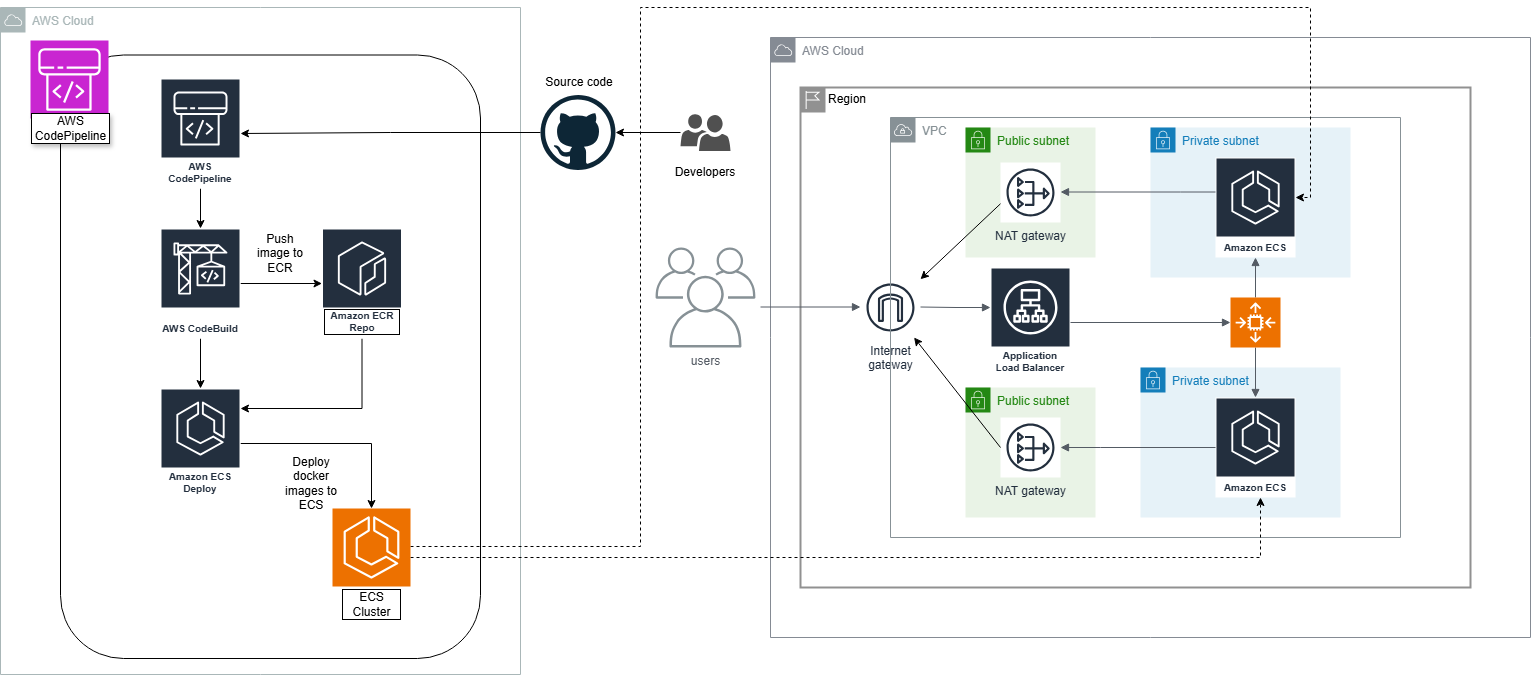 AWS Cloud
AWS
CodePipeline
AWS
CodePipeline
Source code
Developers
AWS CodeBuild
Push
image to
ECR
Amazon ECR
Repo
Amazon ECS
Deploy
Deploy
docker
images to
ECS
ECS
Cluster
users
AWS Cloud
Region
VPC
Public subnet
NAT gateway
Private subnet
Amazon ECS
Internet
gateway
Application
Load Balancer
Public subnet
NAT gateway
Private subnet
Amazon ECS